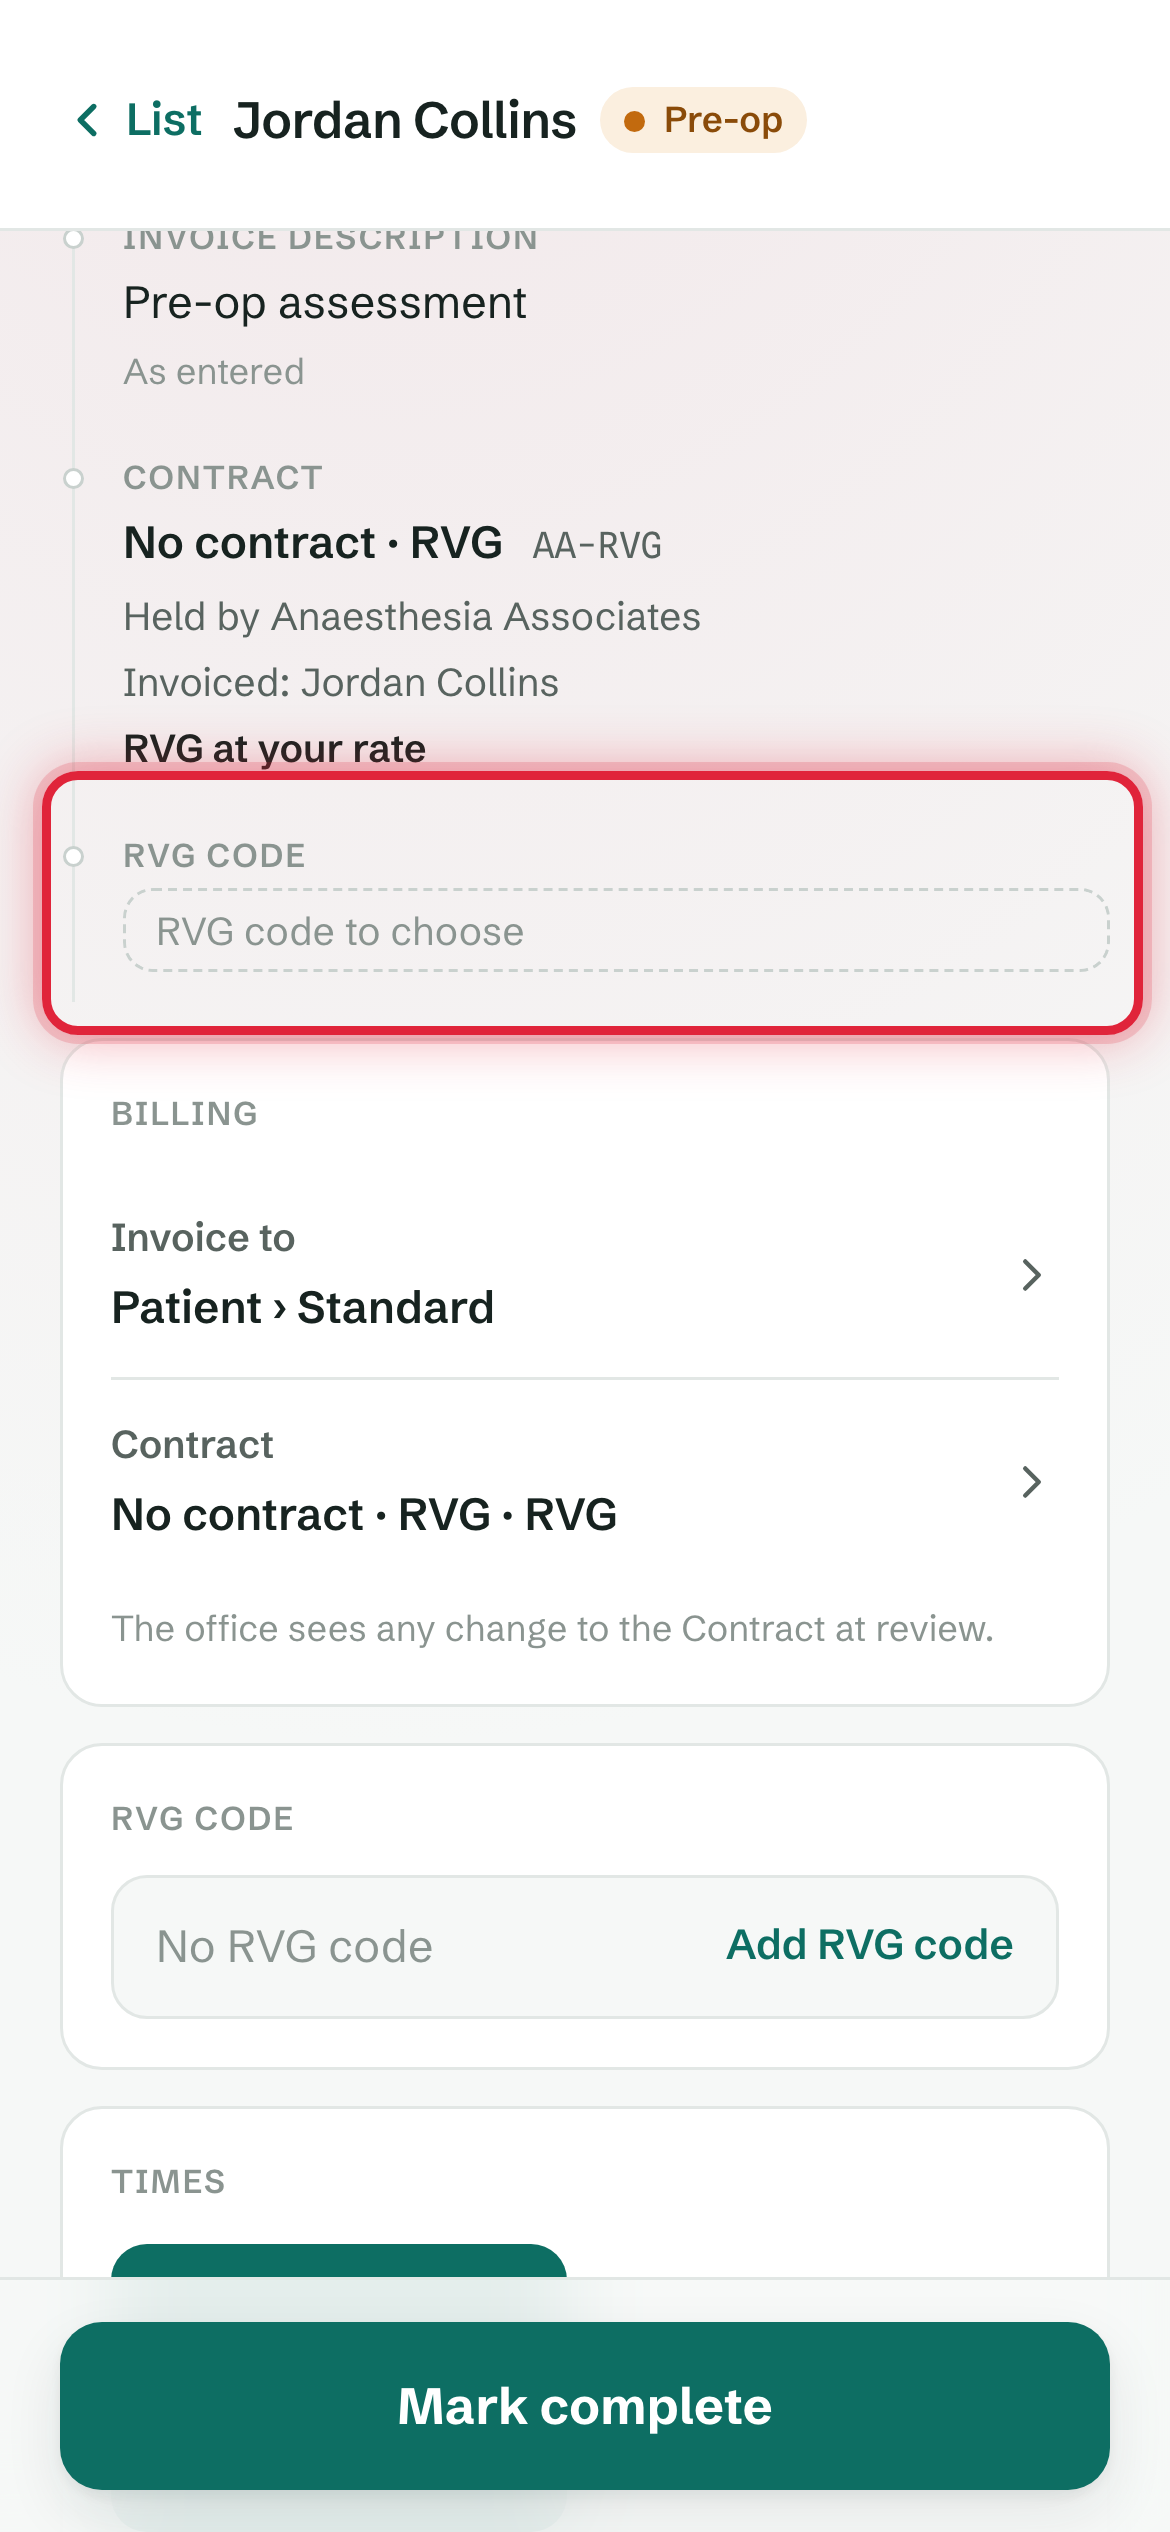 List Jordan Collins Pre-op
INVOICE DESCRIPTION
Pre-op assessment
As entered
CONTRACT
No contract · RVG AA-RVG
Held by Anaesthesia Associates
Invoiced: Jordan Collins
RVG at your rate
RVG CODE
RVG code to choose
BILLING
Invoice to
Patient › Standard
Contract
No contract · RVG · RVG
The office sees any change to the Contract at review.
RVG CODE
No RVG code Add RVG code
TIMES
Mark complete